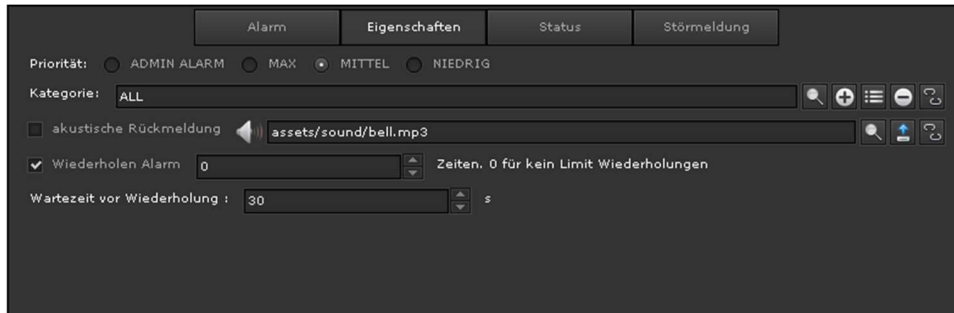 Alarm Eigenschaften Status Störmeldung
Priorität: ADMIN ALARM MAX MITTEL NIEDRIG
Kategorie: ALL
akustische Rückmeldung assets/sound/bell.mp3
Wiederholen Alarm 0 Zeiten. 0 für kein Limit Wiederholungen
Wartezeit vor Wiederholung : 30 s